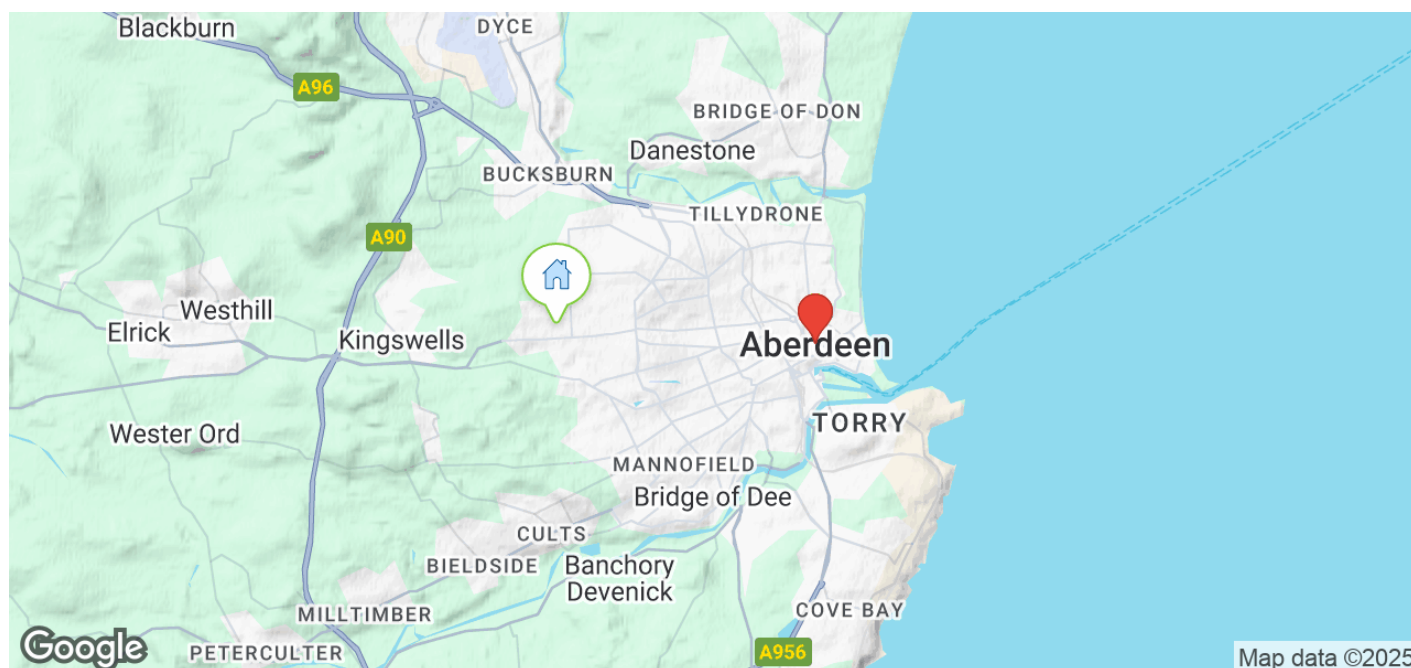 Blackburn
DYCE
A96
BRIDGE OF DON
Danestone
BUCKSBURN
TILLYDRONE
A90
Westhill
Elrick
Kingswells
Aberdeen
TORRY
Wester Ord
MANNOFIELD
Bridge of Dee
CULTS
BIELDSIDE
Banchory
Devenick
MILLTIMBER
COVE BAY
Google
PETERCULTER
A956
Map data ©2025